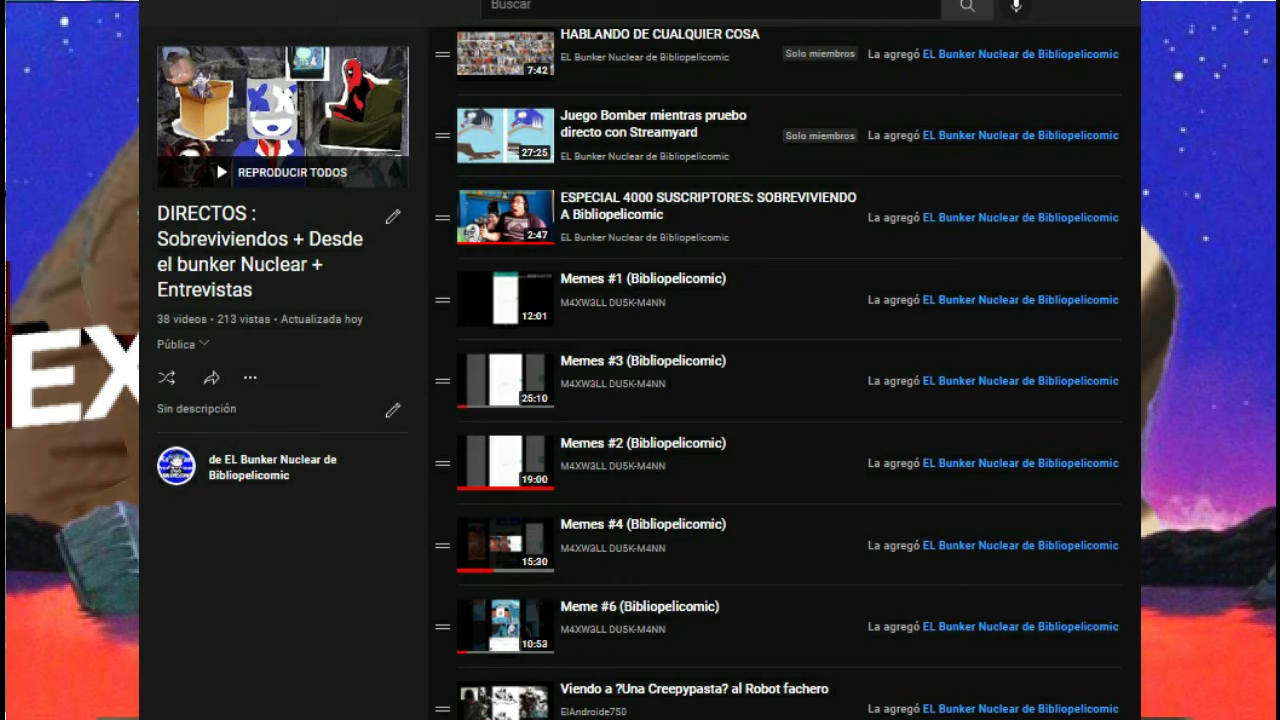 Buscar
REPRODUCIR TODOS
DIRECTOS :
Sobreviviendos + Desde
el bunker Nuclear +
Entrevistas
38 videos • 213 vistas • Actualizada hoy
Pública
Sin descripción
de EL Bunker Nuclear de
Bibliopelicomic
EX
HABLANDO DE CUALQUIER COSA
EL Bunker Nuclear de Bibliopelicomic
7:42
Solo miembros
La agregó EL Bunker Nuclear de Bibliopelicomic
Juego Bomber mientras pruebo
directo con Streamyard
EL Bunker Nuclear de Bibliopelicomic
27:25
Solo miembros
La agregó EL Bunker Nuclear de Bibliopelicomic
ESPECIAL 4000 SUSCRIPTORES: SOBREVIVIENDO
A Bibliopelicomic
EL Bunker Nuclear de Bibliopelicomic
2:47
La agregó EL Bunker Nuclear de Bibliopelicomic
Memes #1 (Bibliopelicomic)
M4XW3LL DU5K-M4NN
12:01
La agregó EL Bunker Nuclear de Bibliopelicomic
Memes #3 (Bibliopelicomic)
M4XW3LL DU5K-M4NN
25:10
La agregó EL Bunker Nuclear de Bibliopelicomic
Memes #2 (Bibliopelicomic)
M4XW3LL DU5K-M4NN
19:00
La agregó EL Bunker Nuclear de Bibliopelicomic
Memes #4 (Bibliopelicomic)
M4XW3LL DU5K-M4NN
15:30
La agregó EL Bunker Nuclear de Bibliopelicomic
Meme #6 (Bibliopelicomic)
M4XW3LL DU5K-M4NN
10:53
La agregó EL Bunker Nuclear de Bibliopelicomic
Viendo a ?Una Creepypasta? al Robot fachero
ElAndroide750
La agregó EL Bunker Nuclear de Bibliopelicomic